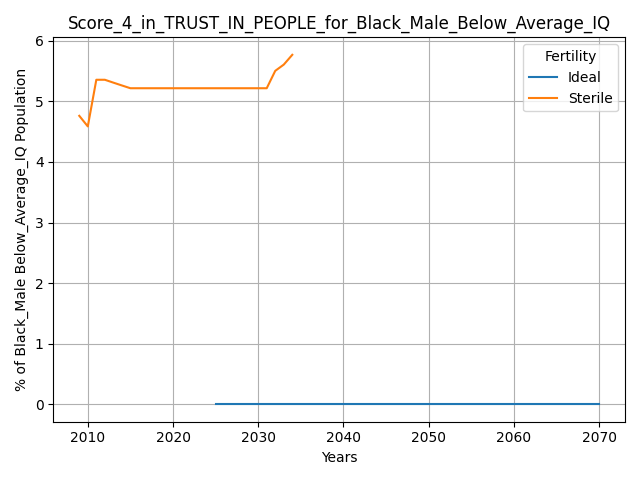 Score_4_in_TRUST_IN_PEOPLE_for_Black_Male_Below_Average_IQ
% of Black_Male Below_Average_IQ Population
6
5
4
3
2
1
0
Fertility
Ideal
Sterile
2010 2020 2030 2040 2050 2060 2070
Years